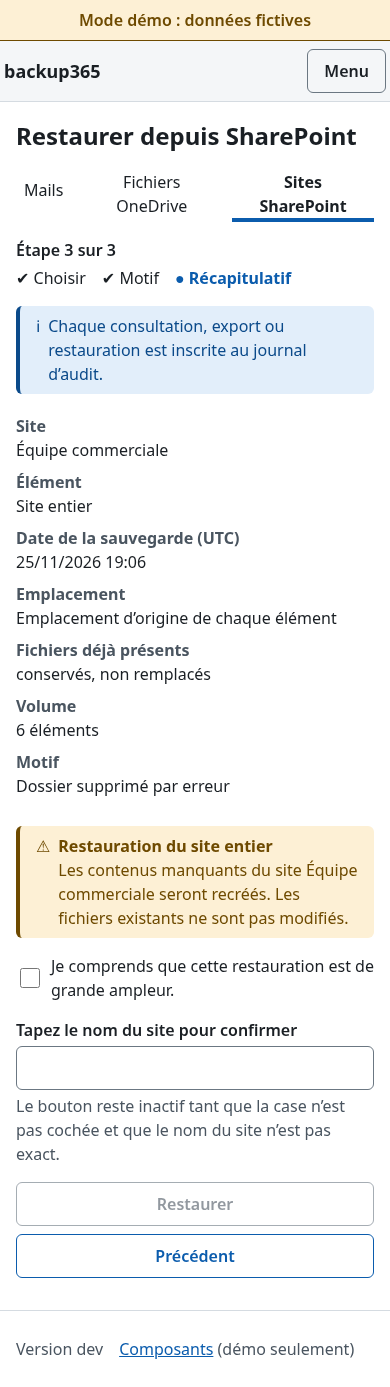 Mode démo : données fictives
backup365
Menu
Restaurer depuis SharePoint
Mails
Fichiers
OneDrive
Sites
SharePoint
Étape 3 sur 3
✔ Choisir ✔ Motif ● Récapitulatif
i Chaque consultation, export ou
restauration est inscrite au journal
d’audit.
Site
Équipe commerciale
Élément
Site entier
Date de la sauvegarde (UTC)
25/11/2026 19:06
Emplacement
Emplacement d’origine de chaque élément
Fichiers déjà présents
conservés, non remplacés
Volume
6 éléments
Motif
Dossier supprimé par erreur
⚠ Restauration du site entier
Les contenus manquants du site Équipe
commerciale seront recréés. Les
fichiers existants ne sont pas modifiés.
Je comprends que cette restauration est de
grande ampleur.
Tapez le nom du site pour confirmer
Le bouton reste inactif tant que la case n’est
pas cochée et que le nom du site n’est pas
exact.
Restaurer
Précédent
Version dev Composants (démo seulement)